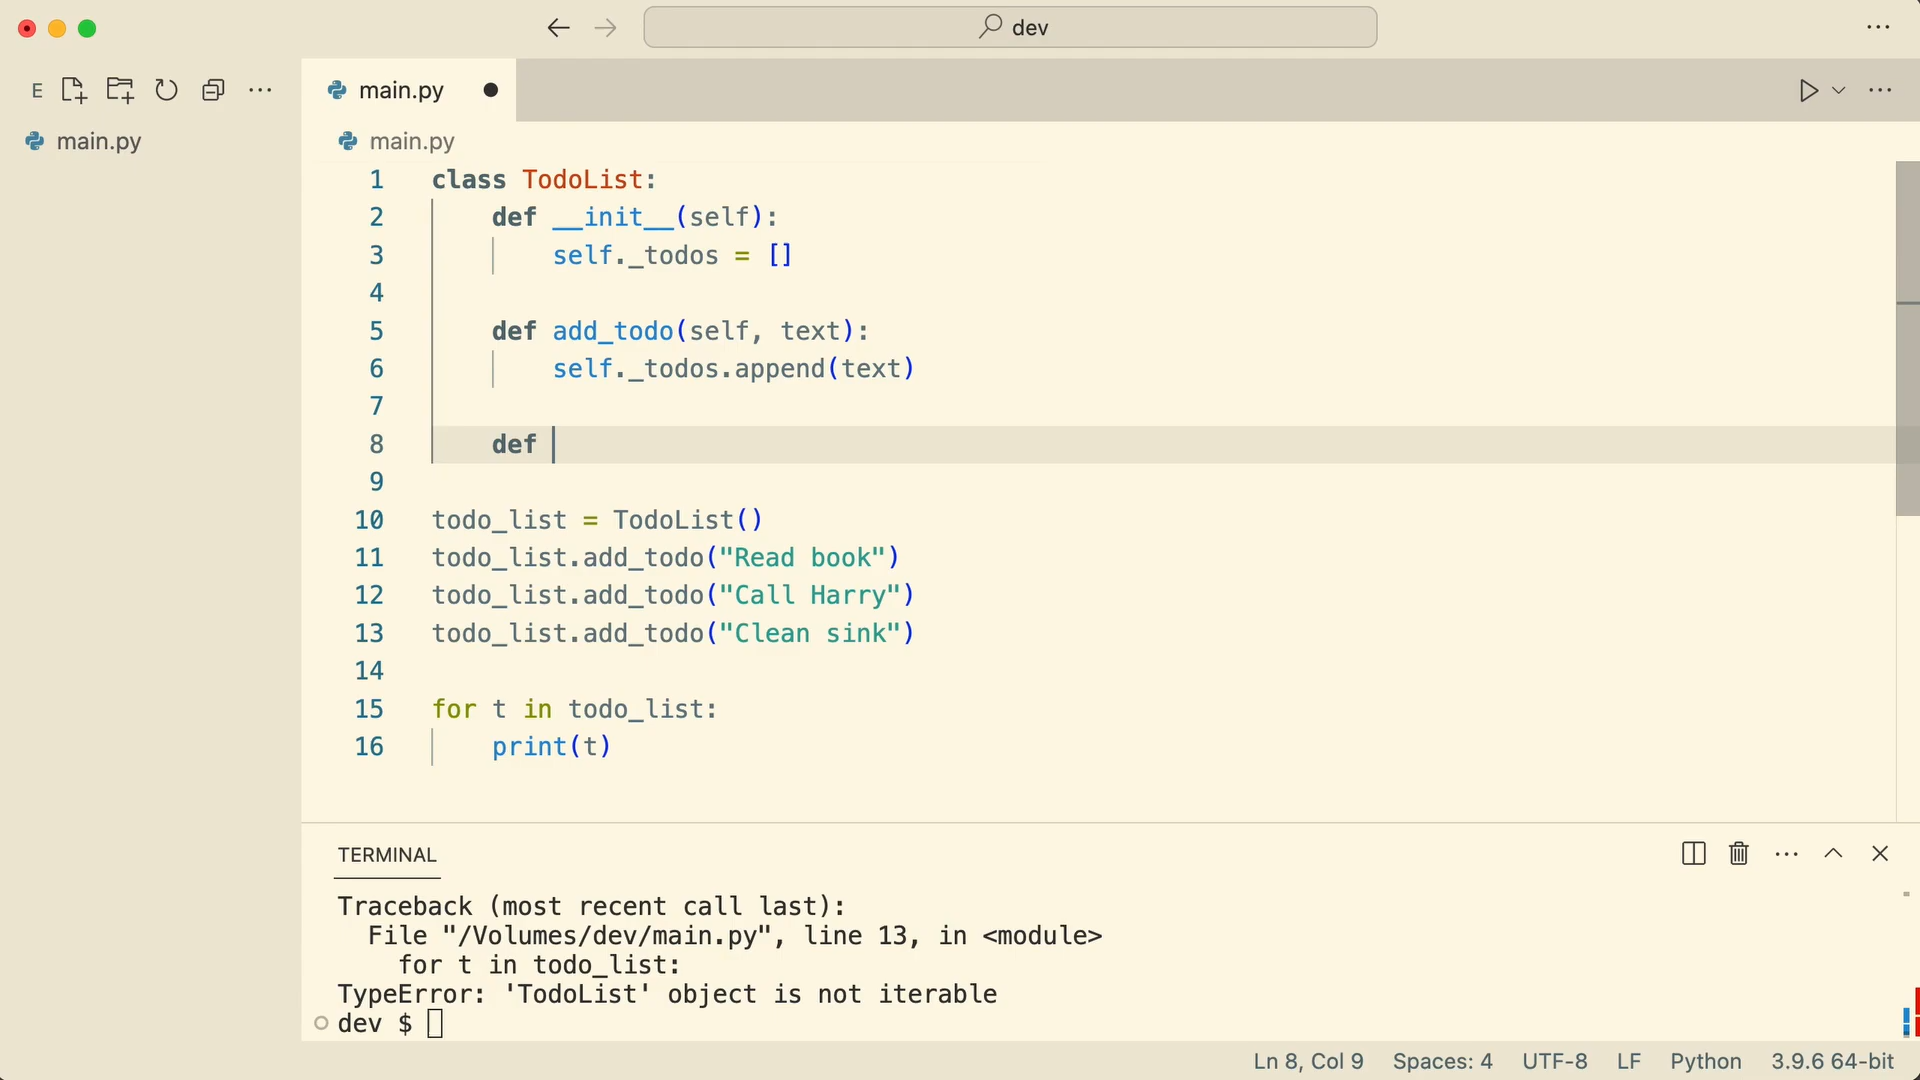 dev
E
main.py
main.py
main.py
1 class TodoList:
2     def __init__(self):
3         self._todos = []
4
5     def add_todo(self, text):
6         self._todos.append(text)
7
8     def
9
10 todo_list = TodoList()
11 todo_list.add_todo("Read book")
12 todo_list.add_todo("Call Harry")
13 todo_list.add_todo("Clean sink")
14
15 for t in todo_list:
16     print(t)
TERMINAL
Traceback (most recent call last):
  File "/Volumes/dev/main.py", line 13, in <module>
    for t in todo_list:
TypeError: 'TodoList' object is not iterable
dev $
Ln 8, Col 9 Spaces: 4 UTF-8 LF Python 3.9.6 64-bit